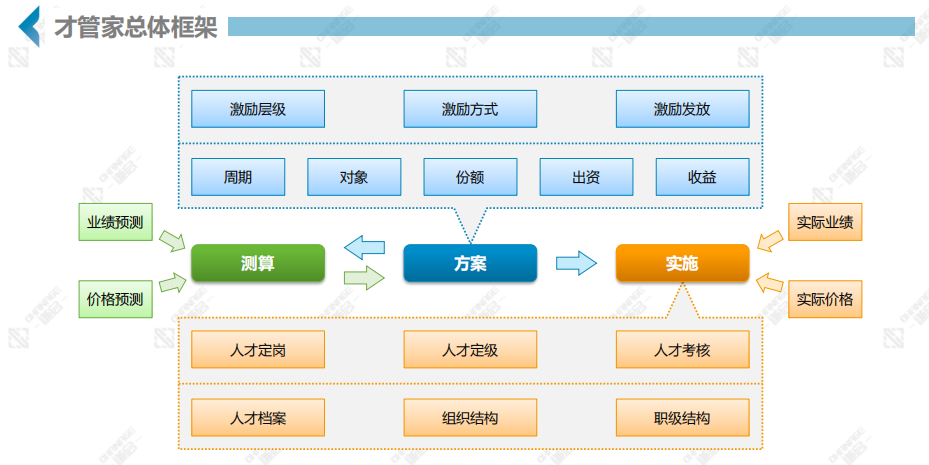 才管家总体框架
激励层级
激励方式
激励发放
周期
对象
份额
出资
收益
业绩预测
实际业绩
测算
方案
实施
价格预测
实际价格
人才定岗
人才定级
人才考核
人才档案
组织结构
职级结构